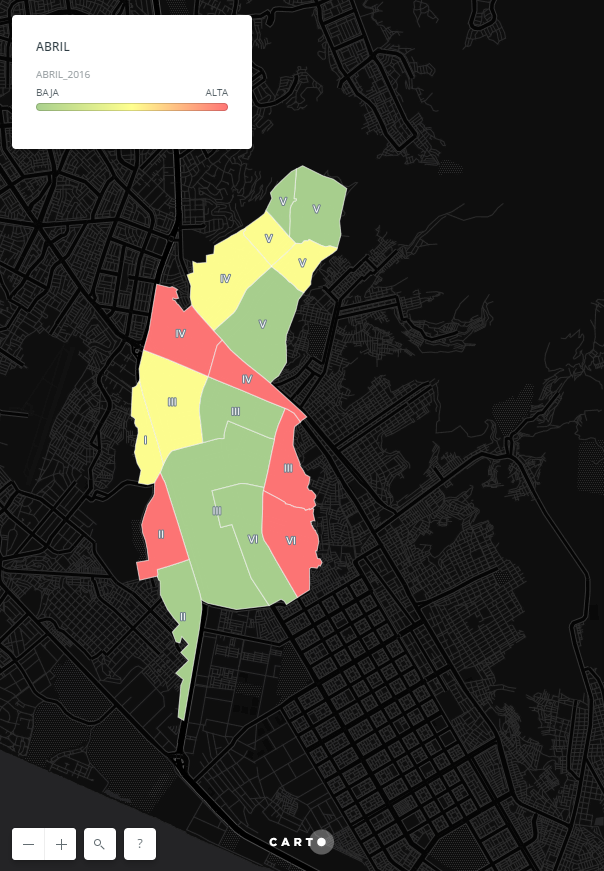 ABRIL
ABRIL_2016
BAJA ALTA
V V
V
V
IV
V
IV
IV
III
III
I
III
III
II
VI VI
II
CARTO
?